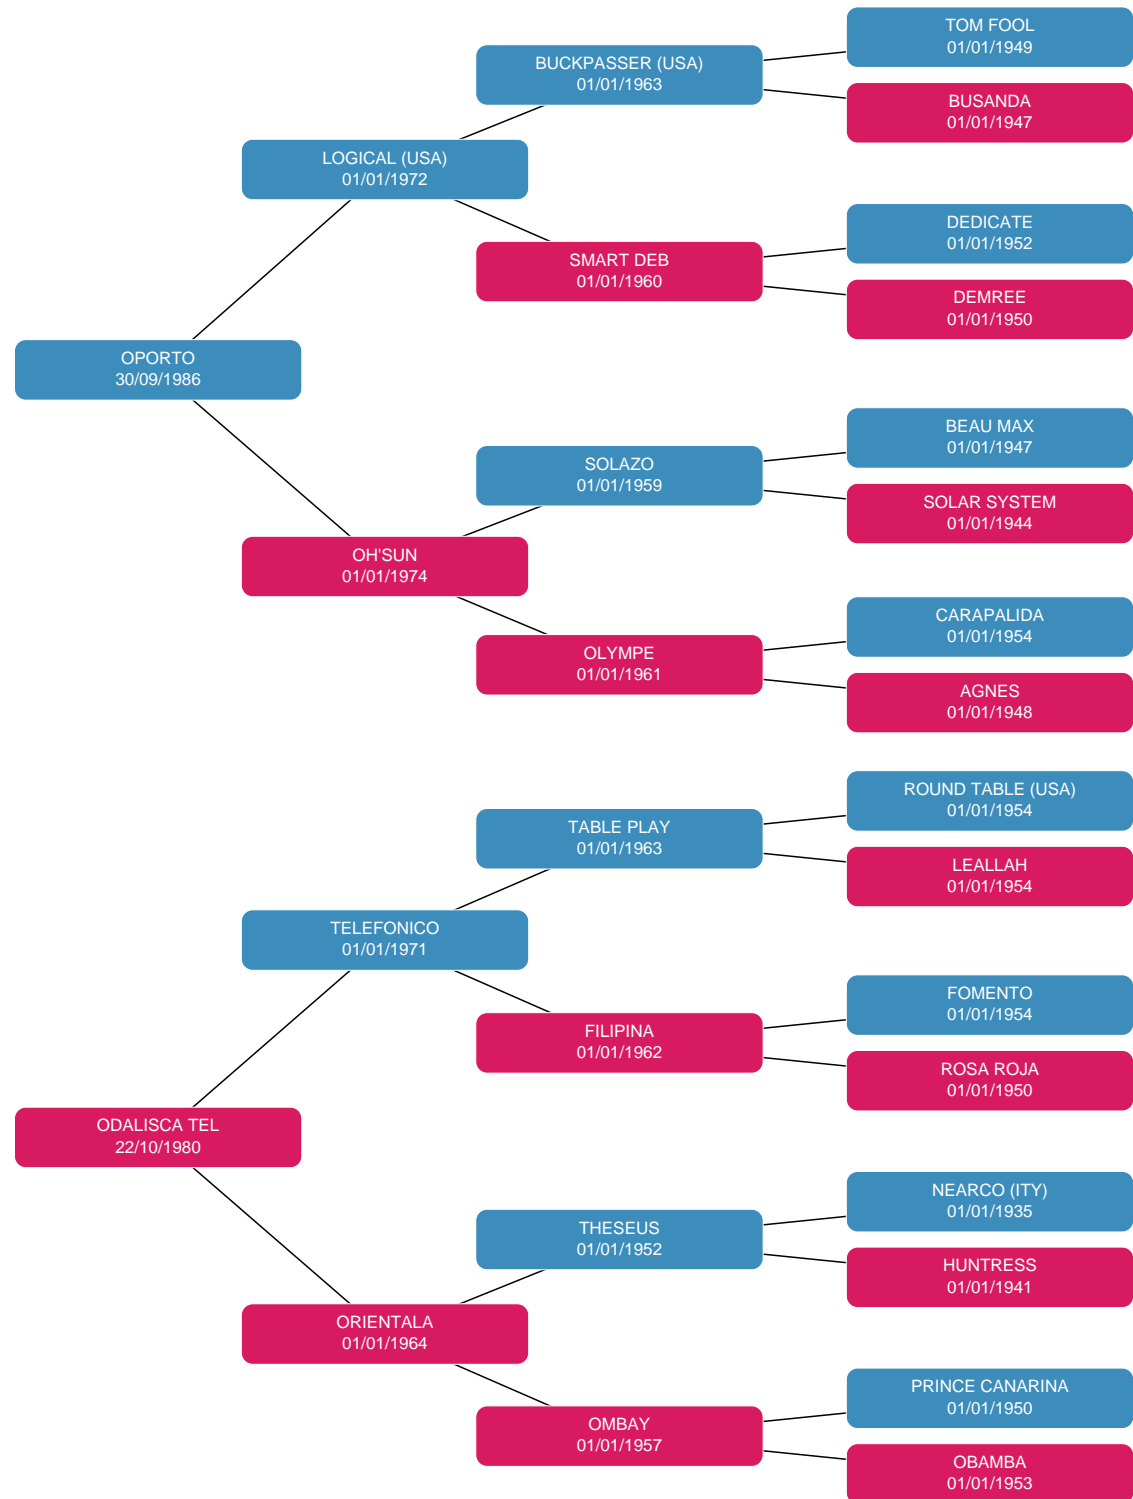 TOM FOOL
01/01/1949
BUCKPASSER (USA)
01/01/1963
BUSANDA
01/01/1947
LOGICAL (USA)
01/01/1972
DEDICATE
01/01/1952
SMART DEB
01/01/1960
DEMREE
01/01/1950
OPORTO
30/09/1986
BEAU MAX
01/01/1947
SOLAZO
01/01/1959
SOLAR SYSTEM
01/01/1944
OH'SUN
01/01/1974
CARAPALIDA
01/01/1954
OLYMPE
01/01/1961
AGNES
01/01/1948
ROUND TABLE (USA)
01/01/1954
TABLE PLAY
01/01/1963
LEALLAH
01/01/1954
TELEFONICO
01/01/1971
FOMENTO
01/01/1954
FILIPINA
01/01/1962
ROSA ROJA
01/01/1950
ODALISCA TEL
22/10/1980
NEARCO (ITY)
01/01/1935
THESEUS
01/01/1952
HUNTRESS
01/01/1941
ORIENTALA
01/01/1964
PRINCE CANARINA
01/01/1950
OMBAY
01/01/1957
OBAMBA
01/01/1953